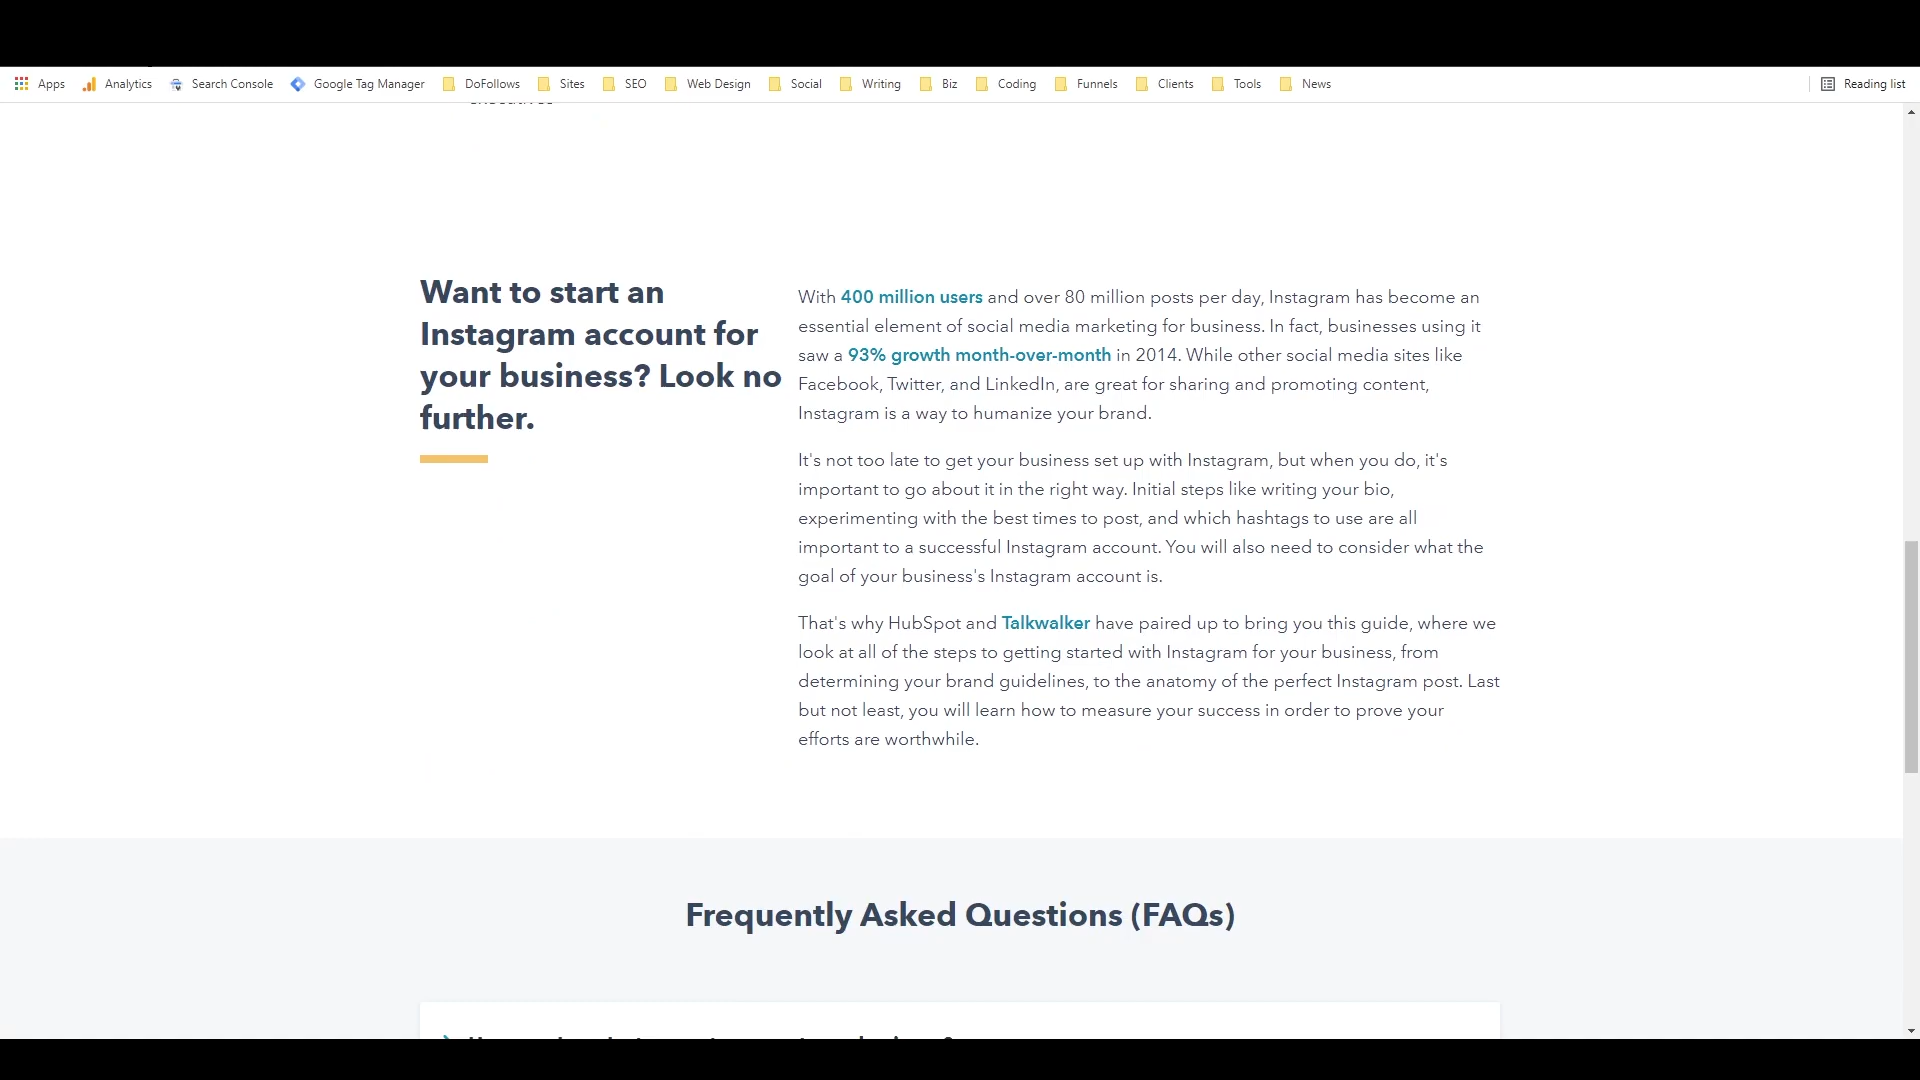 Apps Analytics Search Console Google Tag Manager DoFollows Sites SEO Web Design Social Writing Biz Coding Funnels Clients Tools News Reading list
Want to start an
Instagram account for
your business? Look no
further.
With 400 million users and over 80 million posts per day, Instagram has become an
essential element of social media marketing for business. In fact, businesses using it
saw a 93% growth month-over-month in 2014. While other social media sites like
Facebook, Twitter, and LinkedIn, are great for sharing and promoting content,
Instagram is a way to humanize your brand.
It's not too late to get your business set up with Instagram, but when you do, it's
important to go about it in the right way. Initial steps like writing your bio,
experimenting with the best times to post, and which hashtags to use are all
important to a successful Instagram account. You will also need to consider what the
goal of your business's Instagram account is.
That's why HubSpot and Talkwalker have paired up to bring you this guide, where we
look at all of the steps to getting started with Instagram for your business, from
determining your brand guidelines, to the anatomy of the perfect Instagram post. Last
but not least, you will learn how to measure your success in order to prove your
efforts are worthwhile.
Frequently Asked Questions (FAQs)